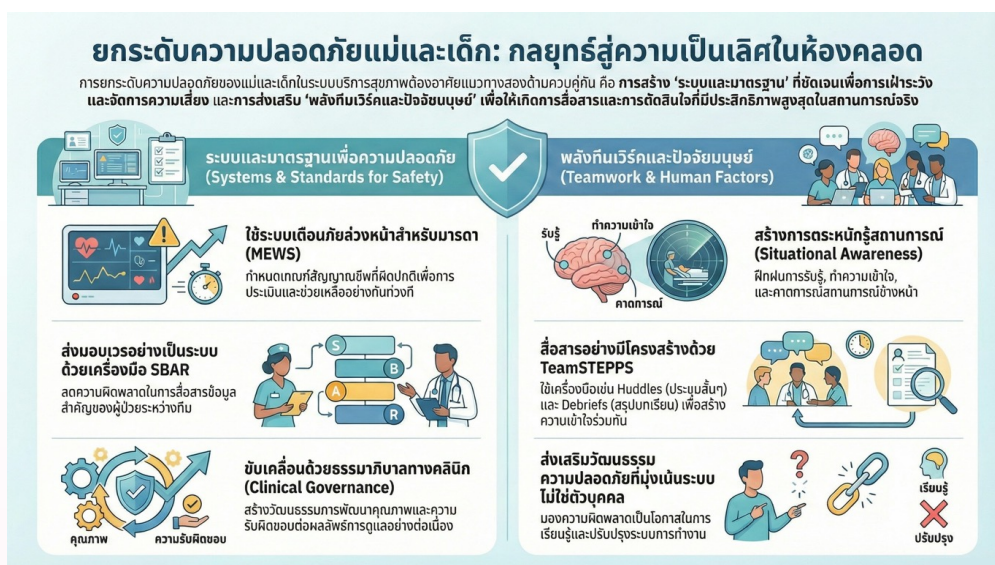 ยกระดับความปลอดภัยแม่และเด็ก: กลยุทธ์สู่ความเป็นเลิศในห้องคลอด
การยกระดับความปลอดภัยของแม่และเด็กในระบบบริการสุขภาพต้องอาศัยแนวทางสองด้านควบคู่กัน คือ การสร้าง ‘ระบบและมาตรฐาน’ ที่ชัดเจนเพื่อการเฝ้าระวัง
และจัดการความเสี่ยง และการส่งเสริม ‘พลังทีมเวิร์คและปัจจัยมนุษย์’ เพื่อให้เกิดการสื่อสารและการตัดสินใจที่มีประสิทธิภาพสูงสุดในสถานการณ์จริง
ระบบและมาตรฐานเพื่อความปลอดภัย
(Systems & Standards for Safety)
ใช้ระบบเตือนภัยล่วงหน้าสำหรับมารดา
(MEWS)
กำหนดเกณฑ์สัญญาณชีพที่ผิดปกติเพื่อการ
ประเมินและช่วยเหลืออย่างทันท่วงที
ส่งมอบเวรอย่างเป็นระบบ
ด้วยเครื่องมือ SBAR
ลดความผิดพลาดในการสื่อสารข้อมูล
สำคัญของผู้ป่วยระหว่างทีม
S
B
A
R
ขับเคลื่อนด้วยธรรมาภิบาลทางคลินิก
(Clinical Governance)
สร้างวัฒนธรรมการพัฒนาคุณภาพและความ
รับผิดชอบต่อผลลัพธ์การดูแลอย่างต่อเนื่อง
คุณภาพ
ความรับผิดชอบ
พลังทีมเวิร์คและปัจจัยมนุษย์
(Teamwork & Human Factors)
รับรู้
ทำความเข้าใจ
คาดการณ์
สร้างการตระหนักรู้สถานการณ์
(Situational Awareness)
ฝึกฝนการรับรู้, ทำความเข้าใจ,
และคาดการณ์สถานการณ์ข้างหน้า
สื่อสารอย่างมีโครงสร้างด้วย
TeamSTEPPS
ใช้เครื่องมือเช่น Huddles (ประชุมสั้นๆ)
และ Debriefs (สรุปบทเรียน) เพื่อสร้าง
ความเข้าใจร่วมกัน
ส่งเสริมวัฒนธรรม
ความปลอดภัยที่มุ่งเน้นระบบ
ไม่ใช่ตัวบุคคล
มองความผิดพลาดเป็นโอกาสในการ
เรียนรู้และปรับปรุงระบบการทำงาน
?
เรียนรู้
ปรับปรุง